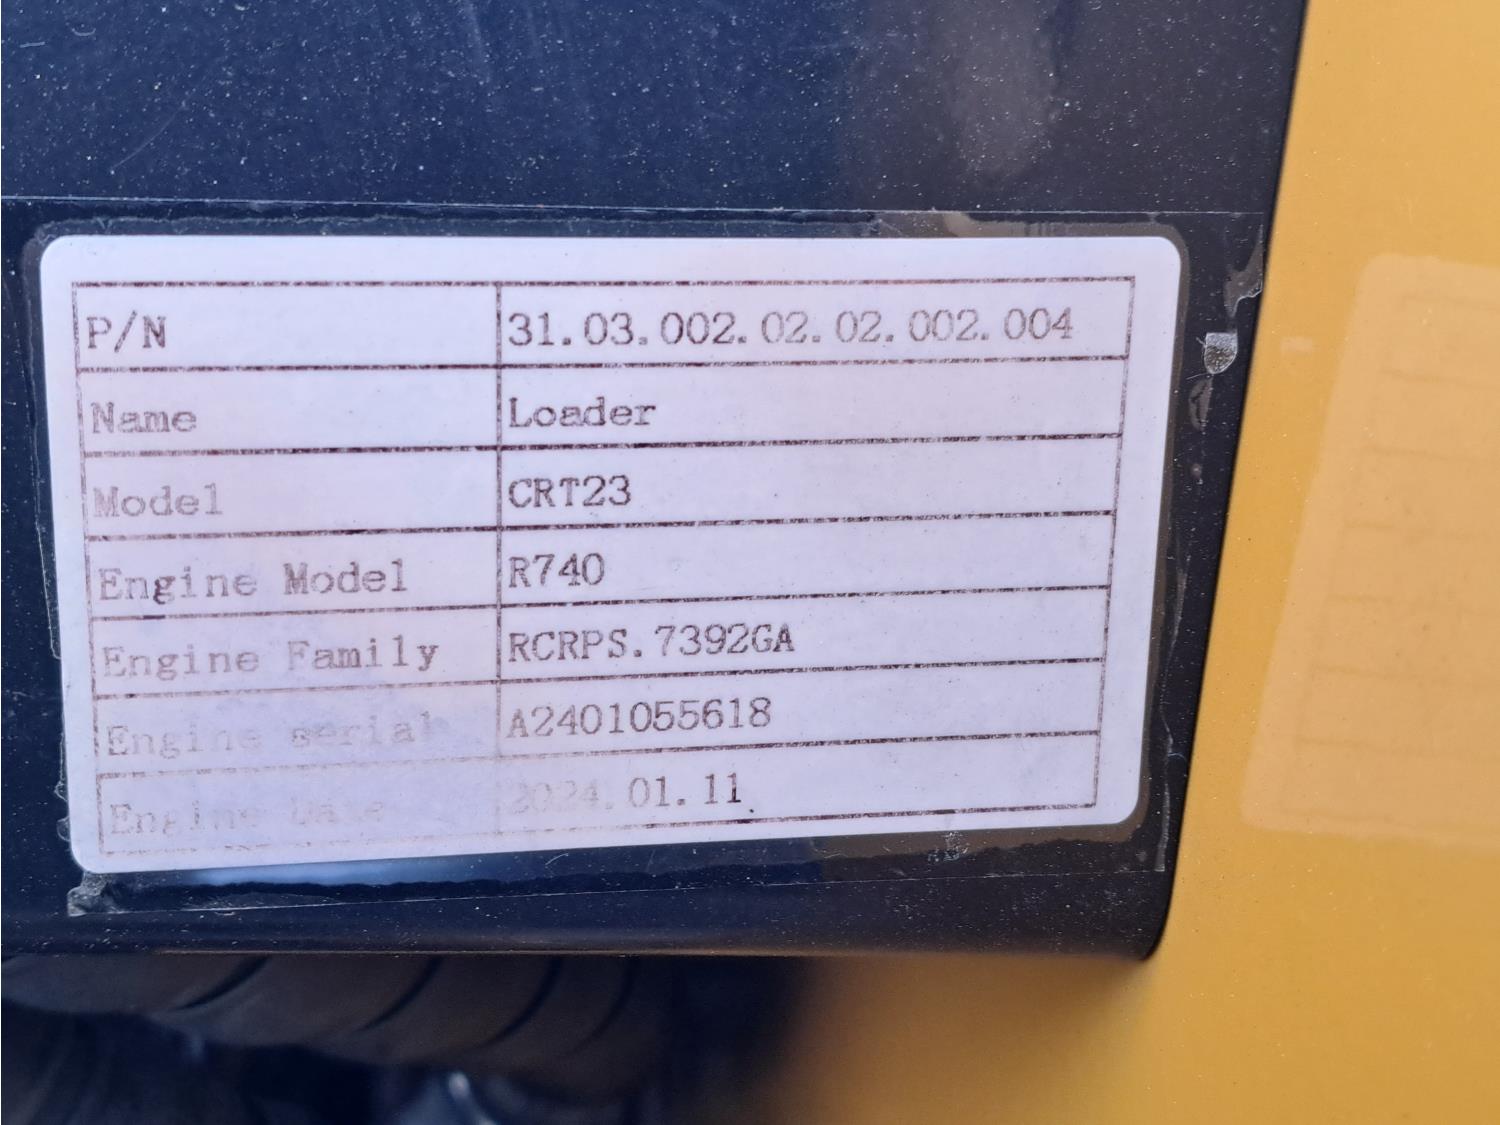 P/N 31.03.002.02.02.002.004
Name Loader
Model CRT23
Engine Model R740
Engine Family RCRPS.7392GA
Engine serial A2401055618
Engine Date 2024.01.11